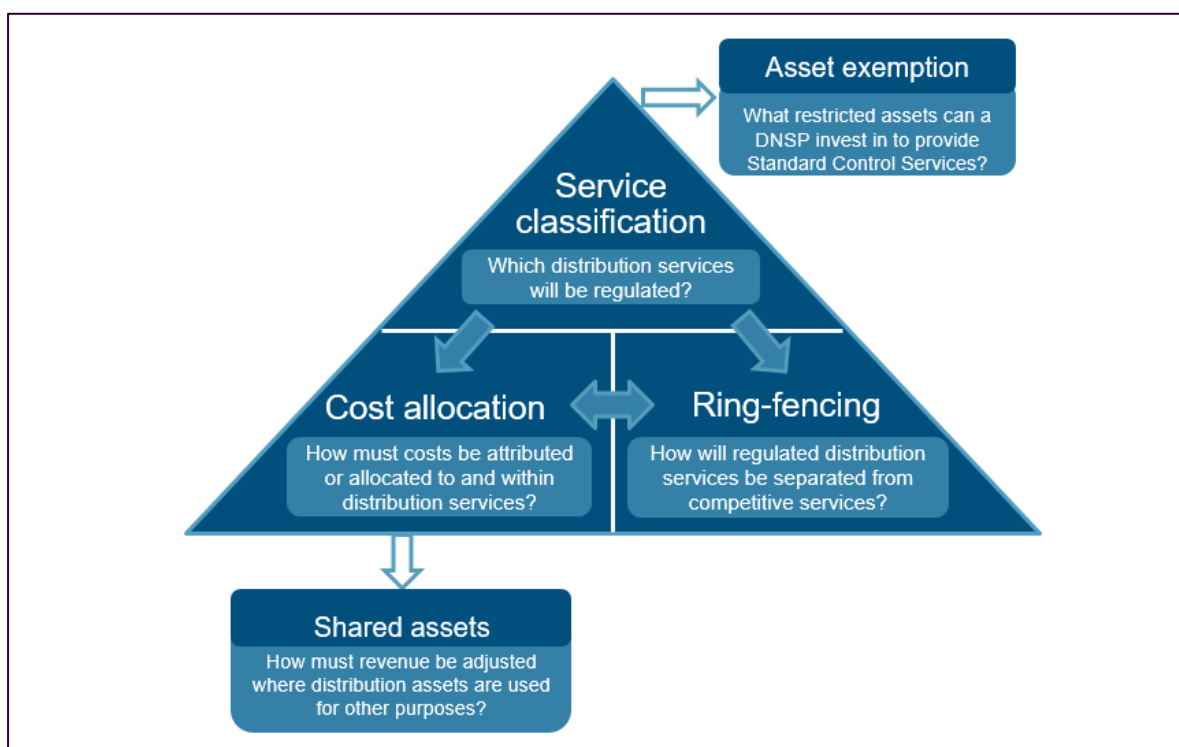 Asset exemption
What restricted assets can a
DNSP invest in to provide
Standard Control Services?
Service
classification
Which distribution services
will be regulated?
Cost allocation
How must costs be attributed
or allocated to and within
distribution services?
Ring-fencing
How will regulated distribution
services be separated from
competitive services?
Shared assets
How must revenue be adjusted
where distribution assets are used
for other purposes?